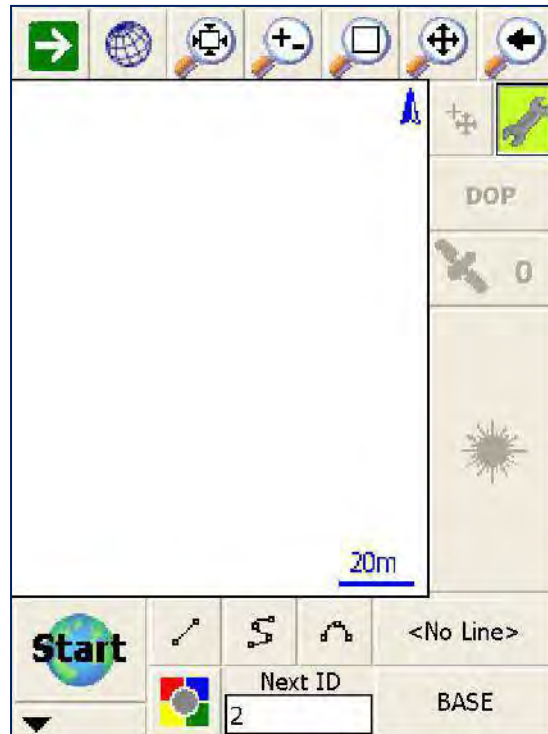 DOP
0
20m
Start
<No Line>
Next ID
2
BASE